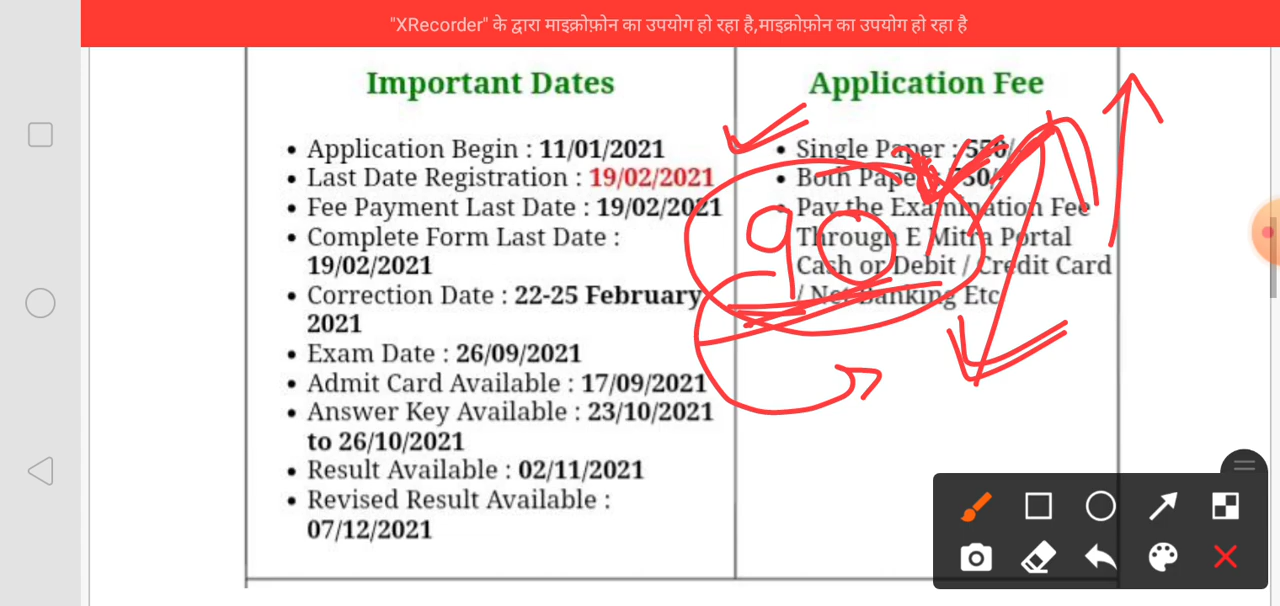 "XRecorder" के द्वारा माइक्रोफ़ोन का उपयोग हो रहा है,माइक्रोफ़ोन का उपयोग हो रहा है
Important Dates
Application Begin : 11/01/2021
Last Date Registration : 19/02/2021
Fee Payment Last Date : 19/02/2021
Complete Form Last Date :
19/02/2021
Correction Date : 22-25 February
2021
Exam Date : 26/09/2021
Admit Card Available : 17/09/2021
Answer Key Available : 23/10/2021
to 26/10/2021
Result Available : 02/11/2021
Revised Result Available :
07/12/2021
Application Fee
Single Paper : 550/
Both Paper : 750/
Pay the Examination Fee
Through E Mitra Portal
Cash or Debit / Credit Card
/ Net Banking Etc
90